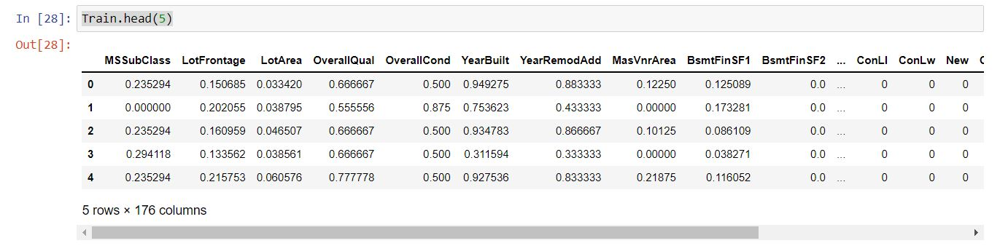 In [28]: Train.head(5)
Out[28]:
MSSubClass LotFrontage LotArea OverallQual OverallCond YearBuilt YearRemodAdd MasVnrArea BsmtFinSF1 BsmtFinSF2 ... ConLI ConLw New
0 0.235294 0.150685 0.033420 0.666667 0.500 0.949275 0.883333 0.12250 0.125089 0.0 ... 0 0 0
1 0.000000 0.202055 0.038795 0.555556 0.875 0.753623 0.433333 0.00000 0.173281 0.0 ... 0 0 0
2 0.235294 0.160959 0.046507 0.666667 0.500 0.934783 0.866667 0.10125 0.086109 0.0 ... 0 0 0
3 0.294118 0.133562 0.038561 0.666667 0.500 0.311594 0.333333 0.00000 0.038271 0.0 ... 0 0 0
4 0.235294 0.215753 0.060576 0.777778 0.500 0.927536 0.833333 0.21875 0.116052 0.0 ... 0 0 0
5 rows × 176 columns